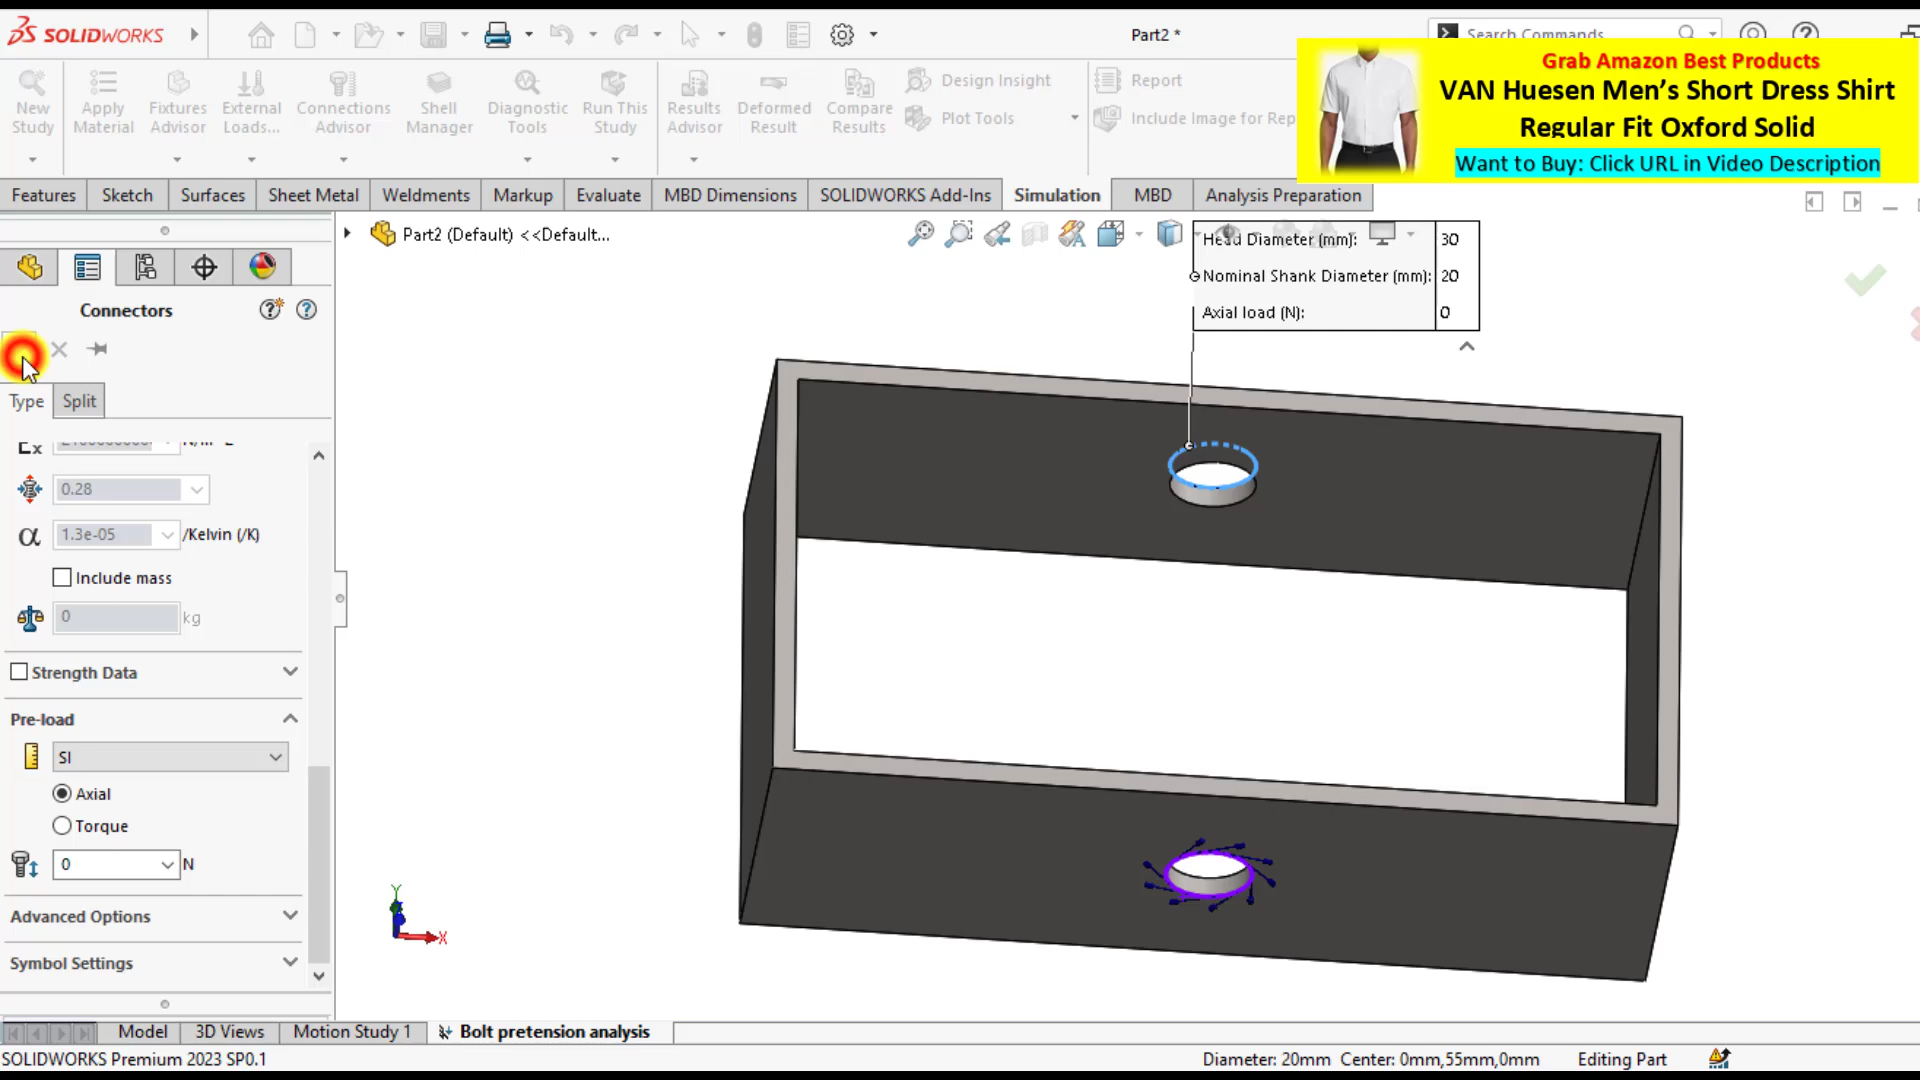 SOLIDWORKS
Part2 *
Search Commands
Grab Amazon Best Products
VAN Huesen Men's Short Dress Shirt
Regular Fit Oxford Solid
Want to Buy: Click URL in Video Description
New Study
Apply Material
Fixtures Advisor
External Loads...
Connections Advisor
Shell Manager
Diagnostic Tools
Run This Study
Results Advisor
Deformed Result
Compare Results
Design Insight
Plot Tools
Report
Include Image for Rep
Features
Sketch
Surfaces
Sheet Metal
Weldments
Markup
Evaluate
MBD Dimensions
SOLIDWORKS Add-Ins
Simulation
MBD
Analysis Preparation
Part2 (Default) <<Default...
Head Diameter (mm): 30
Nominal Shank Diameter (mm): 20
Axial load (N): 0
Connectors
Type
Split
Ex
0.28
α 1.3e-05 /Kelvin (/K)
Include mass
0 kg
Strength Data
Pre-load
SI
Axial
Torque
0 N
Advanced Options
Symbol Settings
Y
X
Model
3D Views
Motion Study 1
Bolt pretension analysis
SOLIDWORKS Premium 2023 SP0.1
Diameter: 20mm Center: 0mm,55mm,0mm
Editing Part